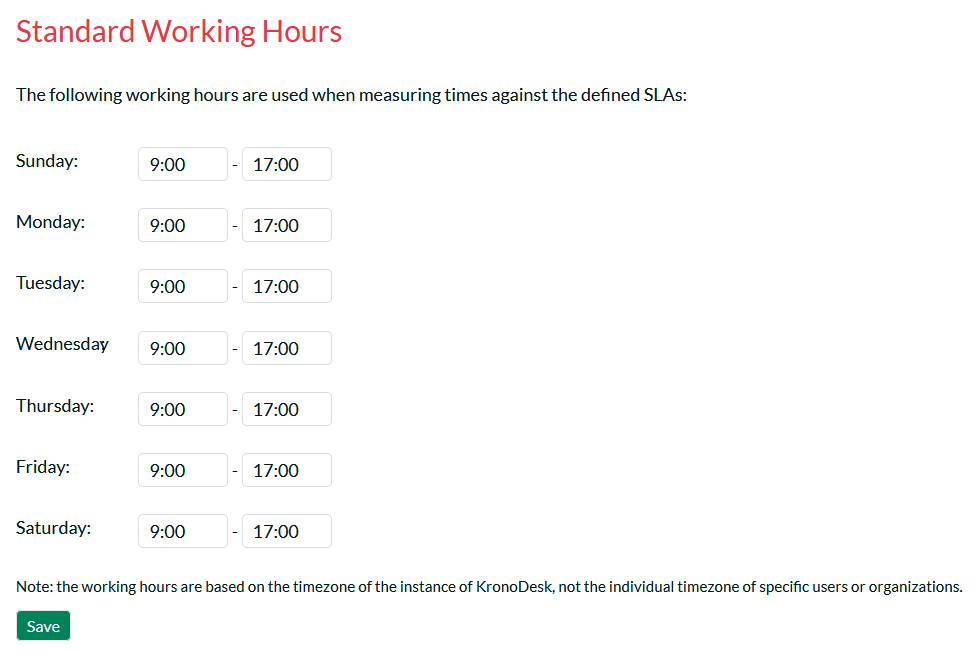 Standard Working Hours
The following working hours are used when measuring times against the defined SLAs:
Sunday: 9:00 - 17:00
Monday: 9:00 - 17:00
Tuesday: 9:00 - 17:00
Wednesday 9:00 - 17:00
Thursday: 9:00 - 17:00
Friday: 9:00 - 17:00
Saturday: 9:00 - 17:00
Note: the working hours are based on the timezone of the instance of KronoDesk, not the individual timezone of specific users or organizations.
Save